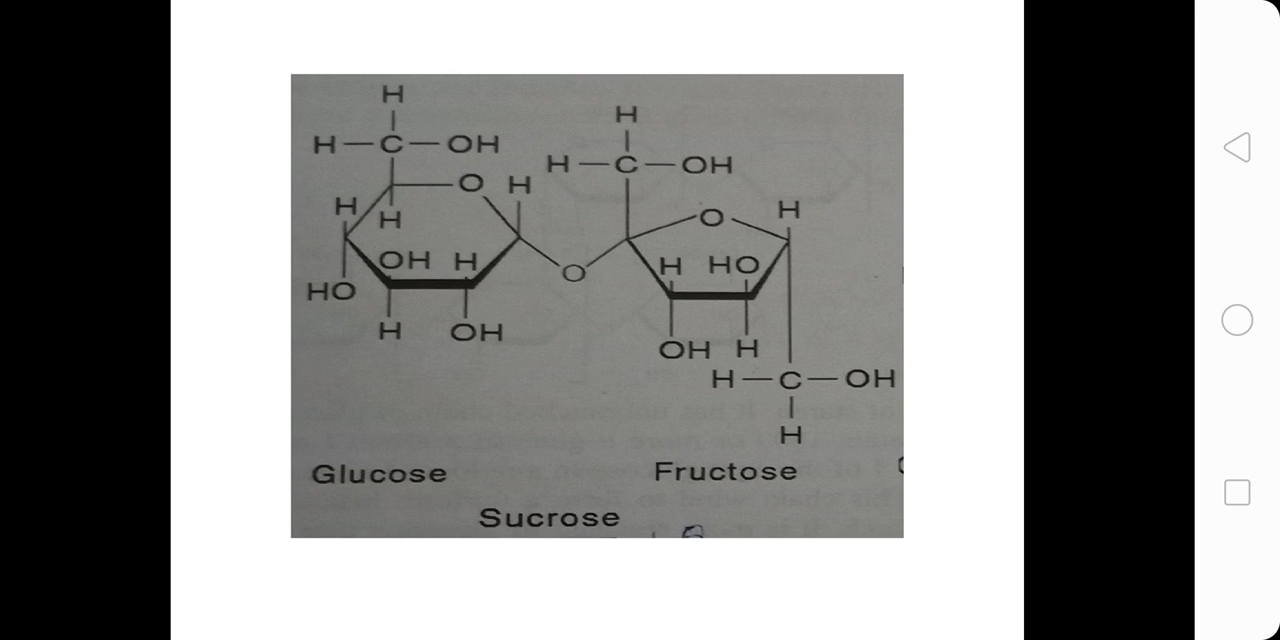 H
H
H—C—OH
H—C—OH
O H
H H
O
H
OH H H HO
O
HO
H OH
OH H
H—C—OH
H
Glucose Fructose
Sucrose